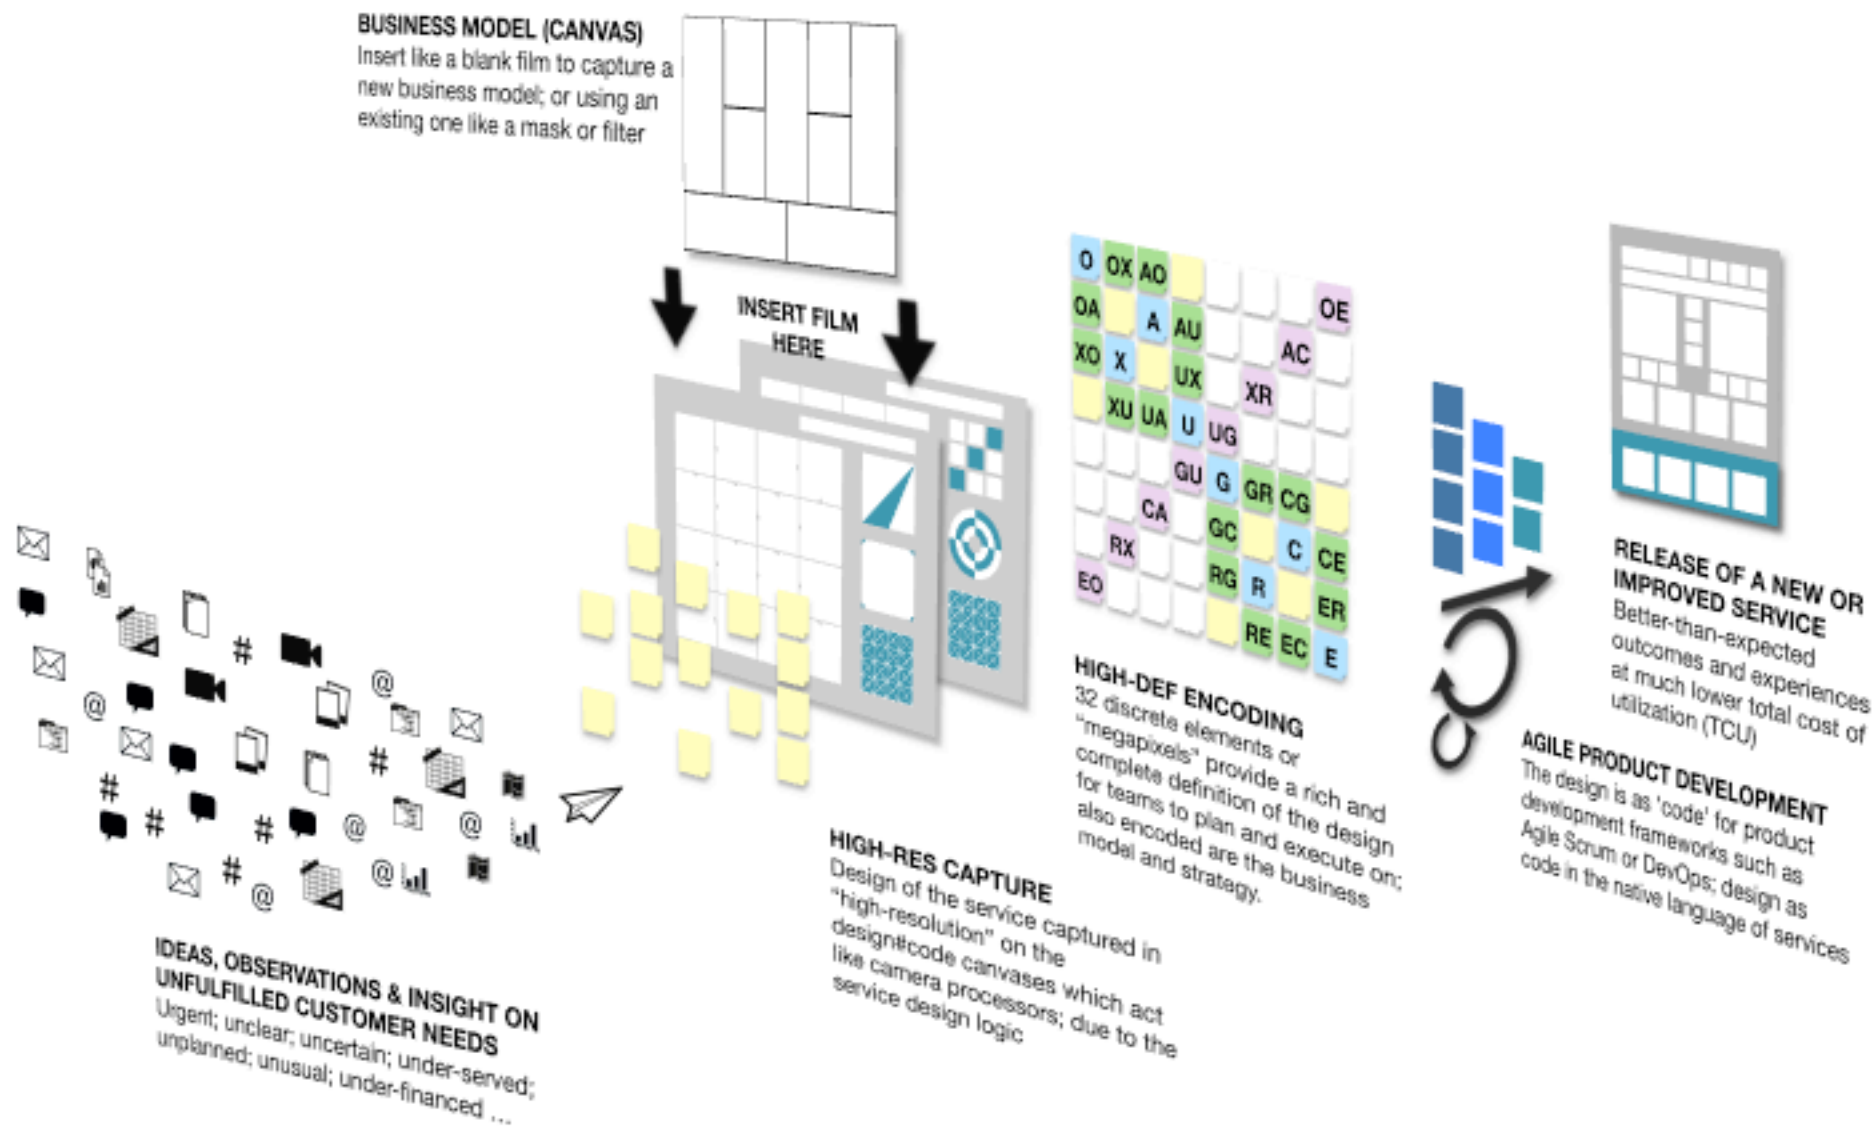 BUSINESS MODEL (CANVAS)
Insert like a blank film to capture a
new business model; or using an
existing one like a mask or filter
INSERT FILM
HERE
O OX AO OE
OA A AU AC
XO X UX XR
XU UA U UG
GU G GR CG
CA GC C CE
RX RG R ER
EO RE EC E
# @
@ # @
# # # @ @
# @ @
IDEAS, OBSERVATIONS & INSIGHT ON
UNFULFILLED CUSTOMER NEEDS
Urgent; unclear; uncertain; under-served;
unplanned; unusual; under-financed ...
HIGH-RES CAPTURE
Design of the service captured in
"high-resolution" on the
design#code canvases which act
like camera processors; due to the
service design logic
HIGH-DEF ENCODING
32 discrete elements or
"megapixels" provide a rich and
complete definition of the design
for teams to plan and execute on;
also encoded are the business
model and strategy.
RELEASE OF A NEW OR
IMPROVED SERVICE
Better-than-expected
outcomes and experiences
at much lower total cost of
utilization (TCU)
AGILE PRODUCT DEVELOPMENT
The design is as 'code' for product
development frameworks such as
Agile Scrum or DevOps; design as
code in the native language of services